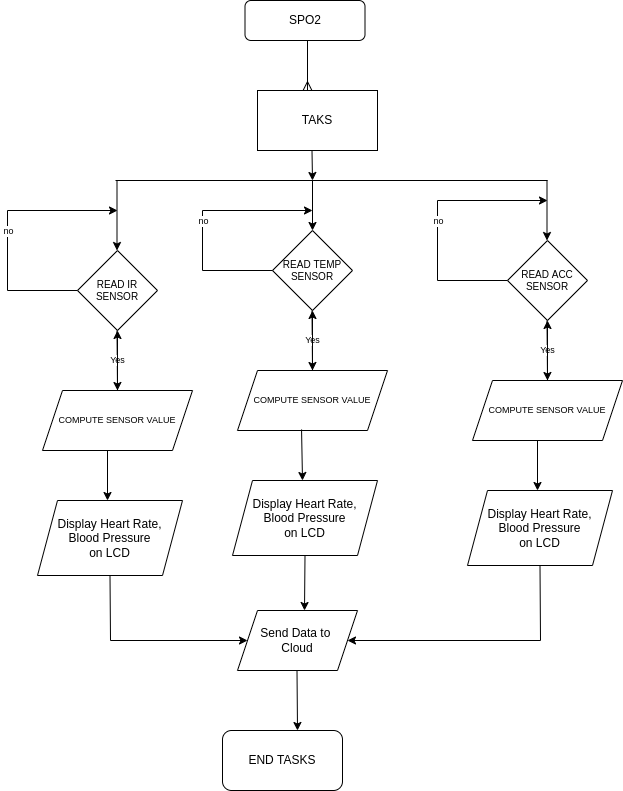 SPO2
TAKS
no
no
no
READ IR
SENSOR
READ TEMP
SENSOR
READ ACC
SENSOR
Yes
Yes
Yes
COMPUTE SENSOR VALUE
COMPUTE SENSOR VALUE
COMPUTE SENSOR VALUE
Display Heart Rate,
Blood Pressure
on LCD
Display Heart Rate,
Blood Pressure
on LCD
Display Heart Rate,
Blood Pressure
on LCD
Send Data to
Cloud
END TASKS